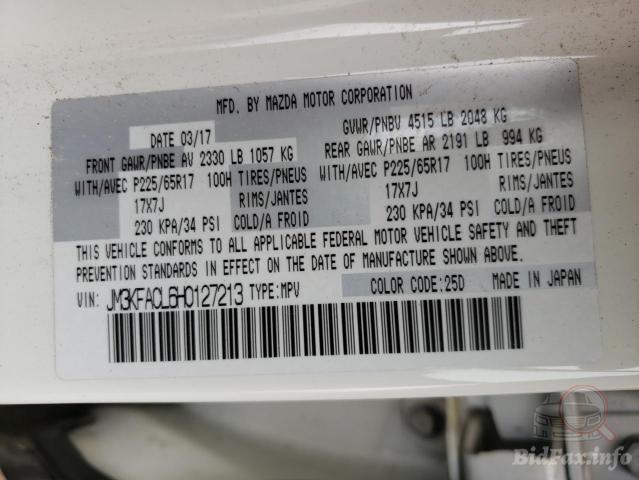 MFD. BY MAZDA MOTOR CORPORATION
DATE 03/17 GVWR/PNBV 4515 LB 2048 KG
FRONT GAWR/PNBE AV 2330 LB 1057 KG REAR GAWR/PNBE AR 2191 LB 994 KG
WITH/AVEC P225/65R17 100H TIRES/PNEUS WITH/AVEC P225/65R17 100H TIRES/PNEUS
17X7J RIMS/JANTES 17X7J RIMS/JANTES
230 KPA/34 PSI COLD/A FROID 230 KPA/34 PSI COLD/A FROID
THIS VEHICLE CONFORMS TO ALL APPLICABLE FEDERAL MOTOR VEHICLE SAFETY AND THEFT
PREVENTION STANDARDS IN EFFECT ON THE DATE OF MANUFACTURE SHOWN ABOVE.
VIN: JM3KFACL6H0127213 TYPE:MPV COLOR CODE:25D MADE IN JAPAN
BidFax.info